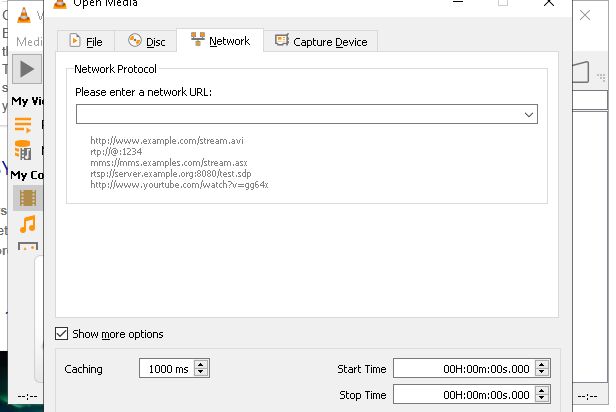 Open Media
Medi
File
Disc
Network
Capture Device
Network Protocol
Please enter a network URL:
http://www.example.com/stream.avi
rtp://@:1234
mms://mms.examples.com/stream.asx
rtsp://server.example.org:8080/test.sdp
http://www.yourtube.com/watch?v=gg64x
My Vi
My Co
Show more options
Caching
1000 ms
Start Time
00H:00m:00s.000
Stop Time
00H:00m:00s.000
--:--
--:--